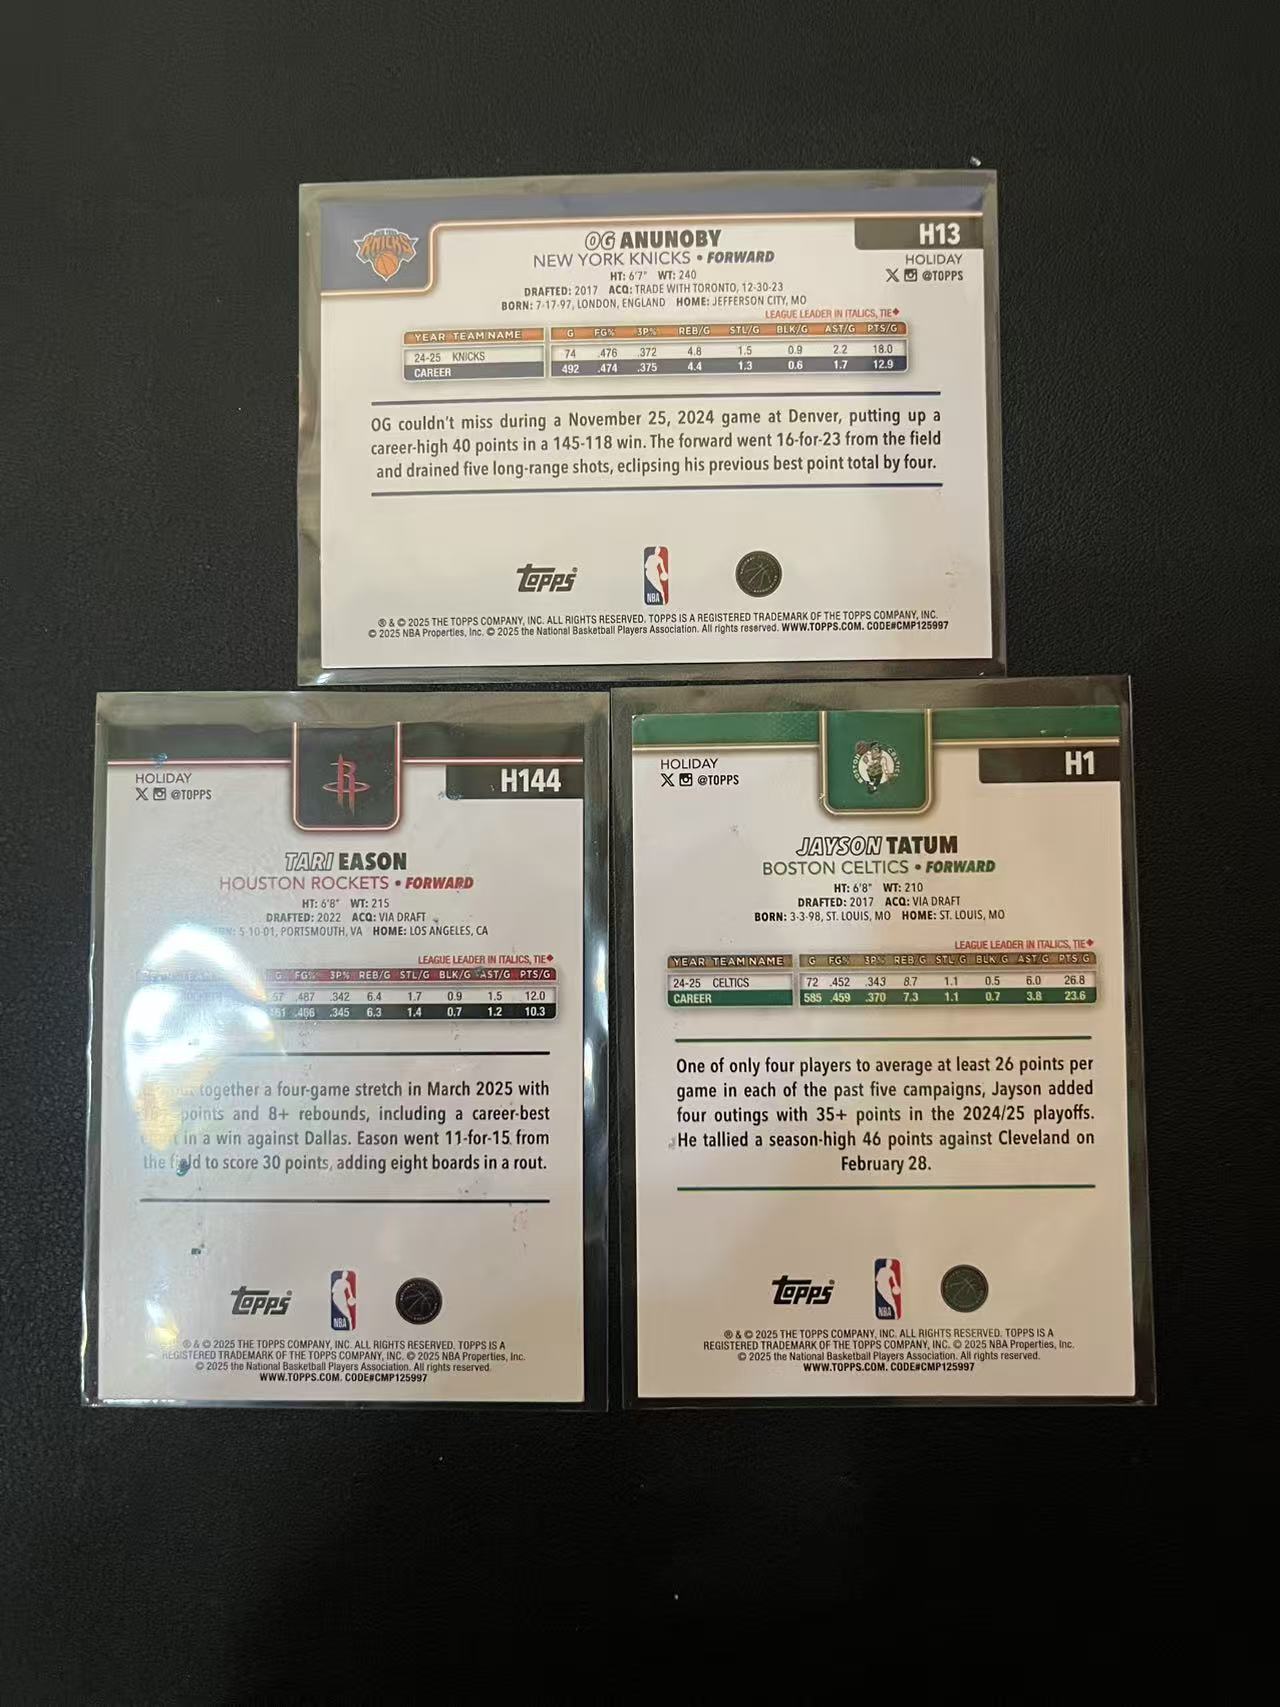 NEW YORK
KNICKS
OG ANUNOBY
H13
NEW YORK KNICKS • FORWARD
HOLIDAY
HT: 6'7" WT: 240
X @TOPPS
DRAFTED: 2017 ACQ: TRADE WITH TORONTO, 12-30-23
BORN: 7-17-97, LONDON, ENGLAND HOME: JEFFERSON CITY, MO
LEAGUE LEADER IN ITALICS, TIE♦
YEAR TEAM NAME G FG% 3P% REB/G STL/G BLK/G AST/G PTS/G
24-25 KNICKS 74 .476 .372 4.8 1.5 0.9 2.2 18.0
CAREER 492 .474 .375 4.4 1.3 0.6 1.7 12.9
OG couldn't miss during a November 25, 2024 game at Denver, putting up a
career-high 40 points in a 145-118 win. The forward went 16-for-23 from the field
and drained five long-range shots, eclipsing his previous best point total by four.
Topps
NBA
® & © 2025 THE TOPPS COMPANY, INC. ALL RIGHTS RESERVED. TOPPS IS A REGISTERED TRADEMARK OF THE TOPPS COMPANY, INC.
© 2025 NBA Properties, Inc. © 2025 the National Basketball Players Association. All rights reserved. WWW.TOPPS.COM. CODE#CMP125997
HOLIDAY
X @TOPPS
R
H144
TARI EASON
HOUSTON ROCKETS • FORWARD
HT: 6'8" WT: 215
DRAFTED: 2022 ACQ: VIA DRAFT
5-10-01, PORTSMOUTH, VA HOME: LOS ANGELES, CA
LEAGUE LEADER IN ITALICS, TIE♦
G FG% 3P% REB/G STL/G BLK/G AST/G PTS/G
57 .487 .342 6.4 1.7 0.9 1.5 12.0
.466 .345 6.3 1.4 0.7 1.2 10.3
together a four-game stretch in March 2025 with
points and 8+ rebounds, including a career-best
in a win against Dallas. Eason went 11-for-15 from
the field to score 30 points, adding eight boards in a rout.
Topps
NBA
® & © 2025 THE TOPPS COMPANY, INC. ALL RIGHTS RESERVED. TOPPS IS A
REGISTERED TRADEMARK OF THE TOPPS COMPANY, INC. © 2025 NBA Properties, Inc.
© 2025 the National Basketball Players Association. All rights reserved.
WWW.TOPPS.COM. CODE#CMP125997
HOLIDAY
X @TOPPS
BOSTON CELTICS
H1
JAYSON TATUM
BOSTON CELTICS • FORWARD
HT: 6'8" WT: 210
DRAFTED: 2017 ACQ: VIA DRAFT
BORN: 3-3-98, ST. LOUIS, MO HOME: ST. LOUIS, MO
LEAGUE LEADER IN ITALICS, TIE♦
YEAR TEAM NAME G FG% 3P% REB/G STL/G BLK/G AST/G PTS/G
24-25 CELTICS 72 .452 .343 8.7 1.1 0.5 6.0 26.8
CAREER 585 .459 .370 7.3 1.1 0.7 3.8 23.6
One of only four players to average at least 26 points per
game in each of the past five campaigns, Jayson added
four outings with 35+ points in the 2024/25 playoffs.
He tallied a season-high 46 points against Cleveland on
February 28.
Topps
NBA
® & © 2025 THE TOPPS COMPANY, INC. ALL RIGHTS RESERVED. TOPPS IS A
REGISTERED TRADEMARK OF THE TOPPS COMPANY, INC. © 2025 NBA Properties, Inc.
© 2025 the National Basketball Players Association. All rights reserved.
WWW.TOPPS.COM. CODE#CMP125997